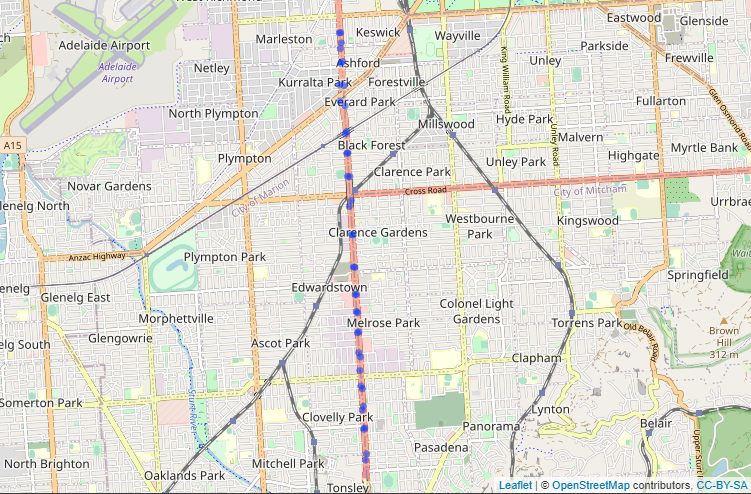 Adelaide Airport
Adelaide
Airport
Marleston
Keswick
Wayville
Eastwood
Glenside
Parkside
Frewville
Netley
Ashford
Unley
Kurralta Park
Forestville
King William Road
Everard Park
Fullarton
Glen Osmond Road
North Plympton
Millswood
Hyde Park
Unley Road
Malvern
Black Forest
Myrtle Bank
A15
Plympton
Unley Park
Highgate
Clarence Park
Novar Gardens
City of Marion
Cross Road
City of Mitcham
Urrbrae
Glenelg North
Westbourne
Park
Kingswood
Clarence Gardens
Anzac Highway
Plympton Park
Springfield
Edwardstown
Glenelg East
Colonel Light
Gardens
Morphettville
Melrose Park
Torrens Park
Old Belair Road
Brown
Hill
312 m
Glengowrie
Ascot Park
Clapham
Sturt River
Somerton Park
Clovelly Park
Lynton
Panorama
Belair
Pasadena
North Brighton
Mitchell Park
Oaklands Park
Tonsley
Leaflet | © OpenStreetMap contributors, CC-BY-SA